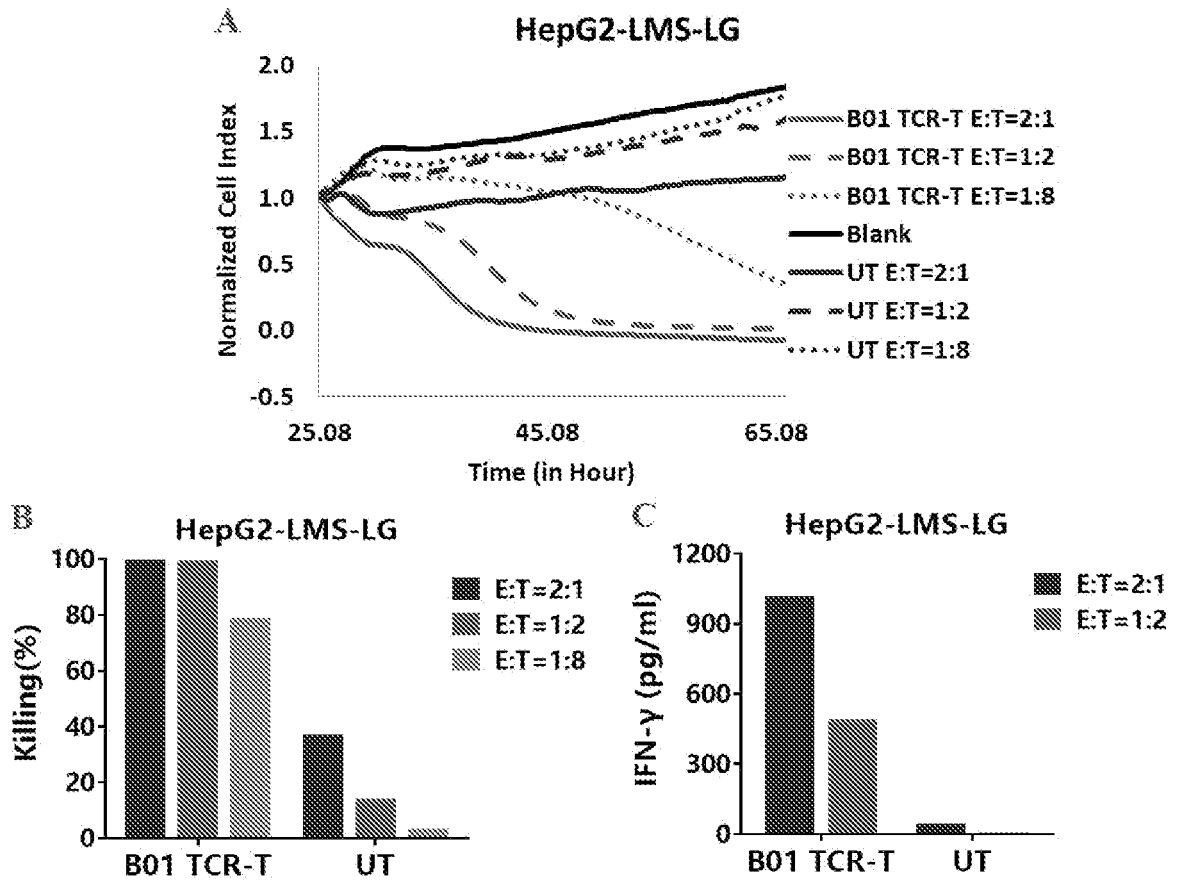 A
HepG2-LMS-LG
Normalized Cell Index
2.0
1.5
1.0
0.5
0.0
-0.5
25.08 45.08 65.08
Time (in Hour)
B01 TCR-T E:T=2:1
B01 TCR-T E:T=1:2
B01 TCR-T E:T=1:8
Blank
UT E:T=2:1
UT E:T=1:2
UT E:T=1:8
B
HepG2-LMS-LG
Killing(%)
100
80
60
40
20
0
B01 TCR-T UT
E:T=2:1
E:T=1:2
E:T=1:8
C
HepG2-LMS-LG
IFN-γ (pg/ml)
1200
900
600
300
0
B01 TCR-T UT
E:T=2:1
E:T=1:2